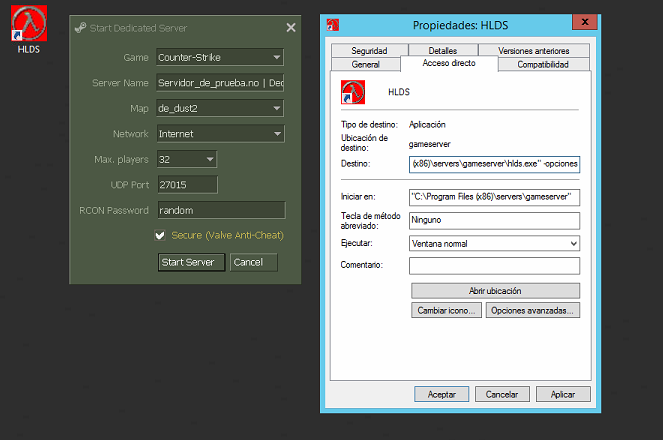 HLDS
Start Dedicated Server
Game
Counter-Strike
Server Name
Servidor_de_prueba.no | Dec
Map
de_dust2
Network
Internet
Max. players
32
UDP Port
27015
RCON Password
random
Secure (Valve Anti-Cheat)
Start Server
Cancel
Propiedades: HLDS
x
Seguridad
Detalles
Versiones anteriores
General
Acceso directo
Compatibilidad
HLDS
Tipo de destino:
Aplicación
Ubicación de
destino:
gameserver
Destino:
(x86)\servers\gameserver\hlds.exe" -opciones
Iniciar en:
"C:\Program Files (x86)\servers\gameserver"
Tecla de método
abreviado:
Ninguno
Ejecutar:
Ventana normal
Comentario:
Abrir ubicación
Cambiar icono...
Opciones avanzadas...
Aceptar
Cancelar
Aplicar